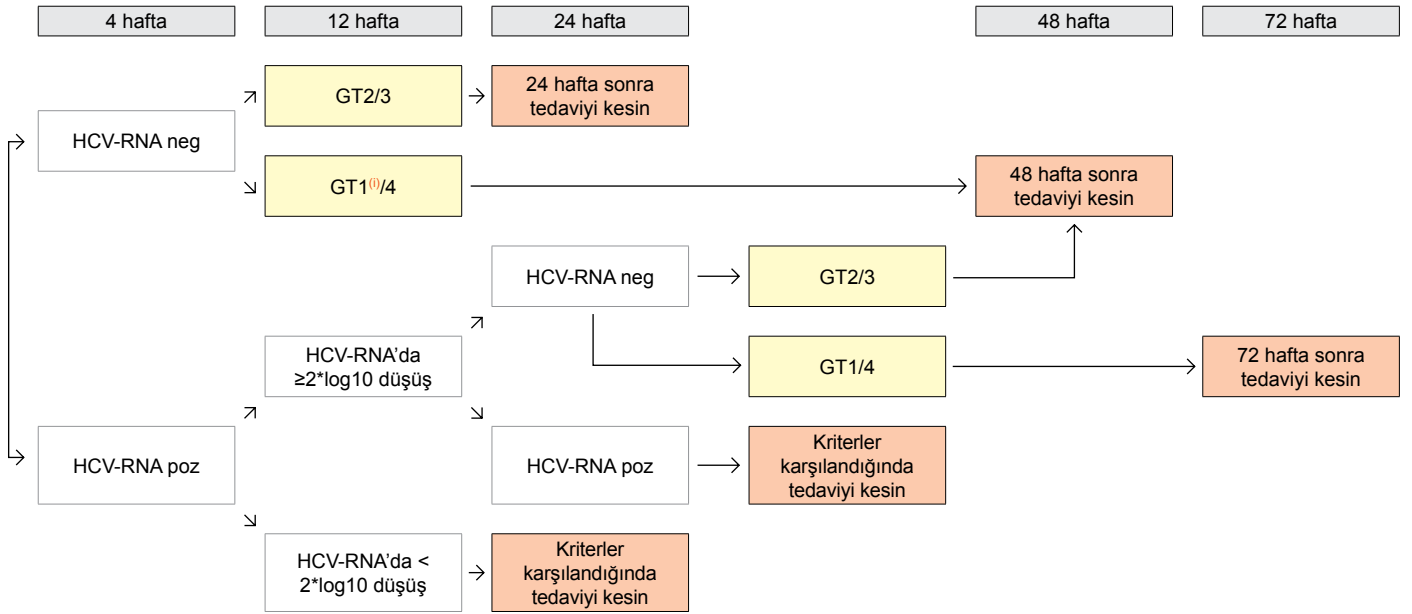 4 hafta
12 hafta
24 hafta
48 hafta
72 hafta
GT2/3
24 hafta sonra
tedaviyi kesin
HCV-RNA neg
GT1(i)/4
48 hafta sonra
tedaviyi kesin
HCV-RNA neg
GT2/3
HCV-RNA’da
≥2*log10 düşüş
GT1/4
72 hafta sonra
tedaviyi kesin
HCV-RNA poz
HCV-RNA poz
Kriterler
karşılandığında
tedaviyi kesin
HCV-RNA’da <
2*log10 düşüş
Kriterler
karşılandığında
tedaviyi kesin